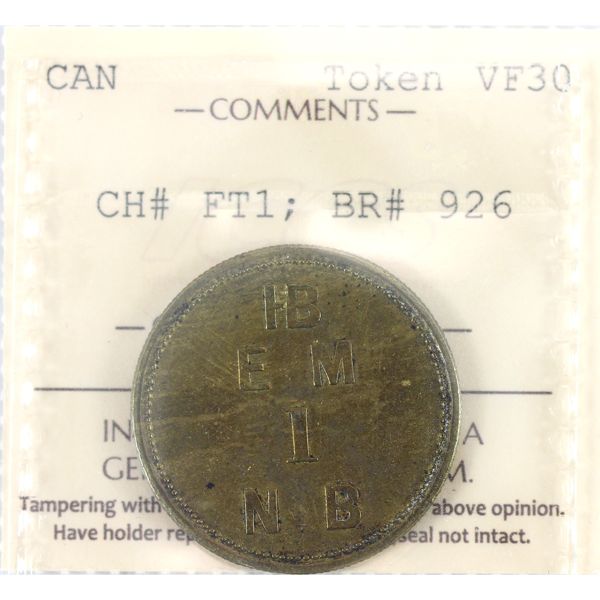 CAN Token VF30
COMMENTS
CH# FT1; BR# 926
HB
E M
1
N B
IN A
GE M.
Tampering with above opinion.
Have holder rep seal not intact.